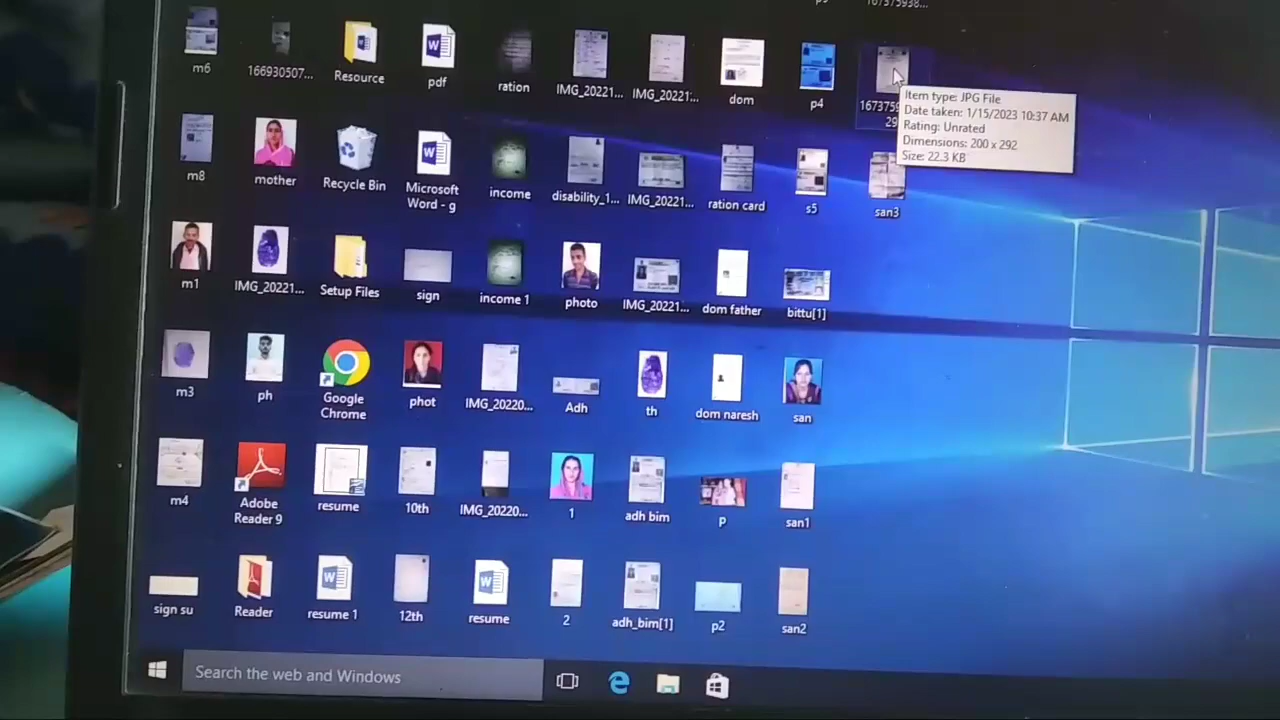 m6
166930507...
Resource
pdf
ration
IMG_20221...
IMG_20221...
dom
p4
Item type: JPG File
Date taken: 1/15/2023 10:37 AM
Rating: Unrated
Dimensions: 200 x 292
Size: 22.3 KB
m8
mother
Recycle Bin
Microsoft
Word - g
income
disability_1...
IMG_20221...
ration card
s5
san3
m1
IMG_20221...
Setup Files
sign
income 1
photo
IMG_20221...
dom father
bittu[1]
m3
ph
Google
Chrome
phot
IMG_20220...
Adh
th
dom naresh
san
m4
Adobe
Reader 9
resume
10th
IMG_20220...
1
adh bim
p
san1
sign su
Reader
resume 1
12th
resume
2
adh_bim[1]
p2
san2
Search the web and Windows